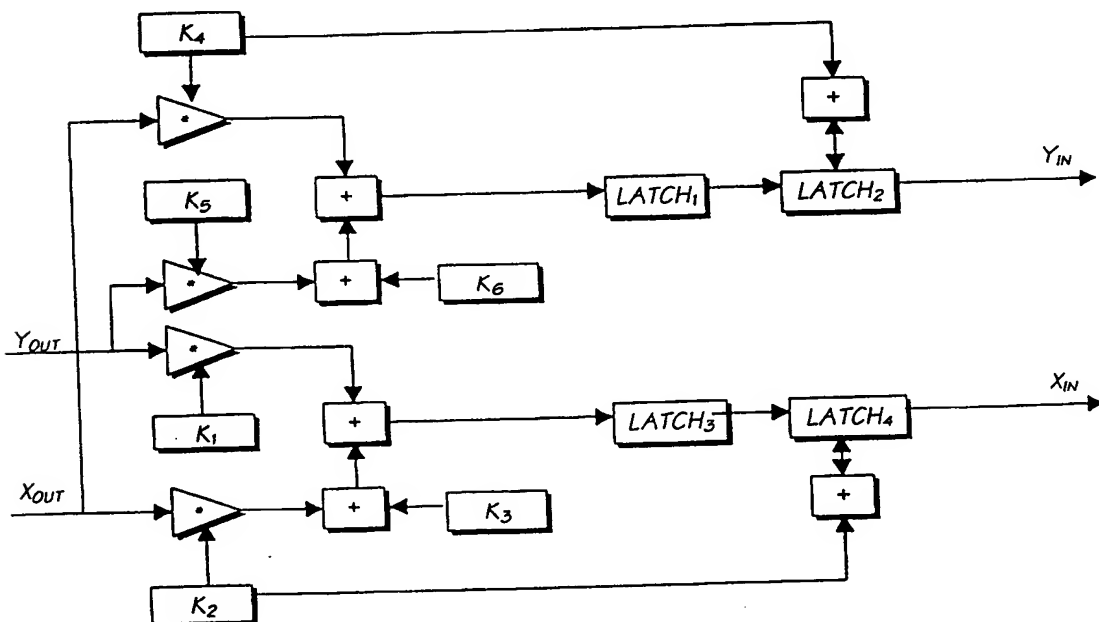 K4
*
+
+
YIN
LATCH1
LATCH2
K5
*
+
K6
YOUT
*
+
LATCH3
LATCH4
XIN
K1
XOUT
*
+
K3
+
K2